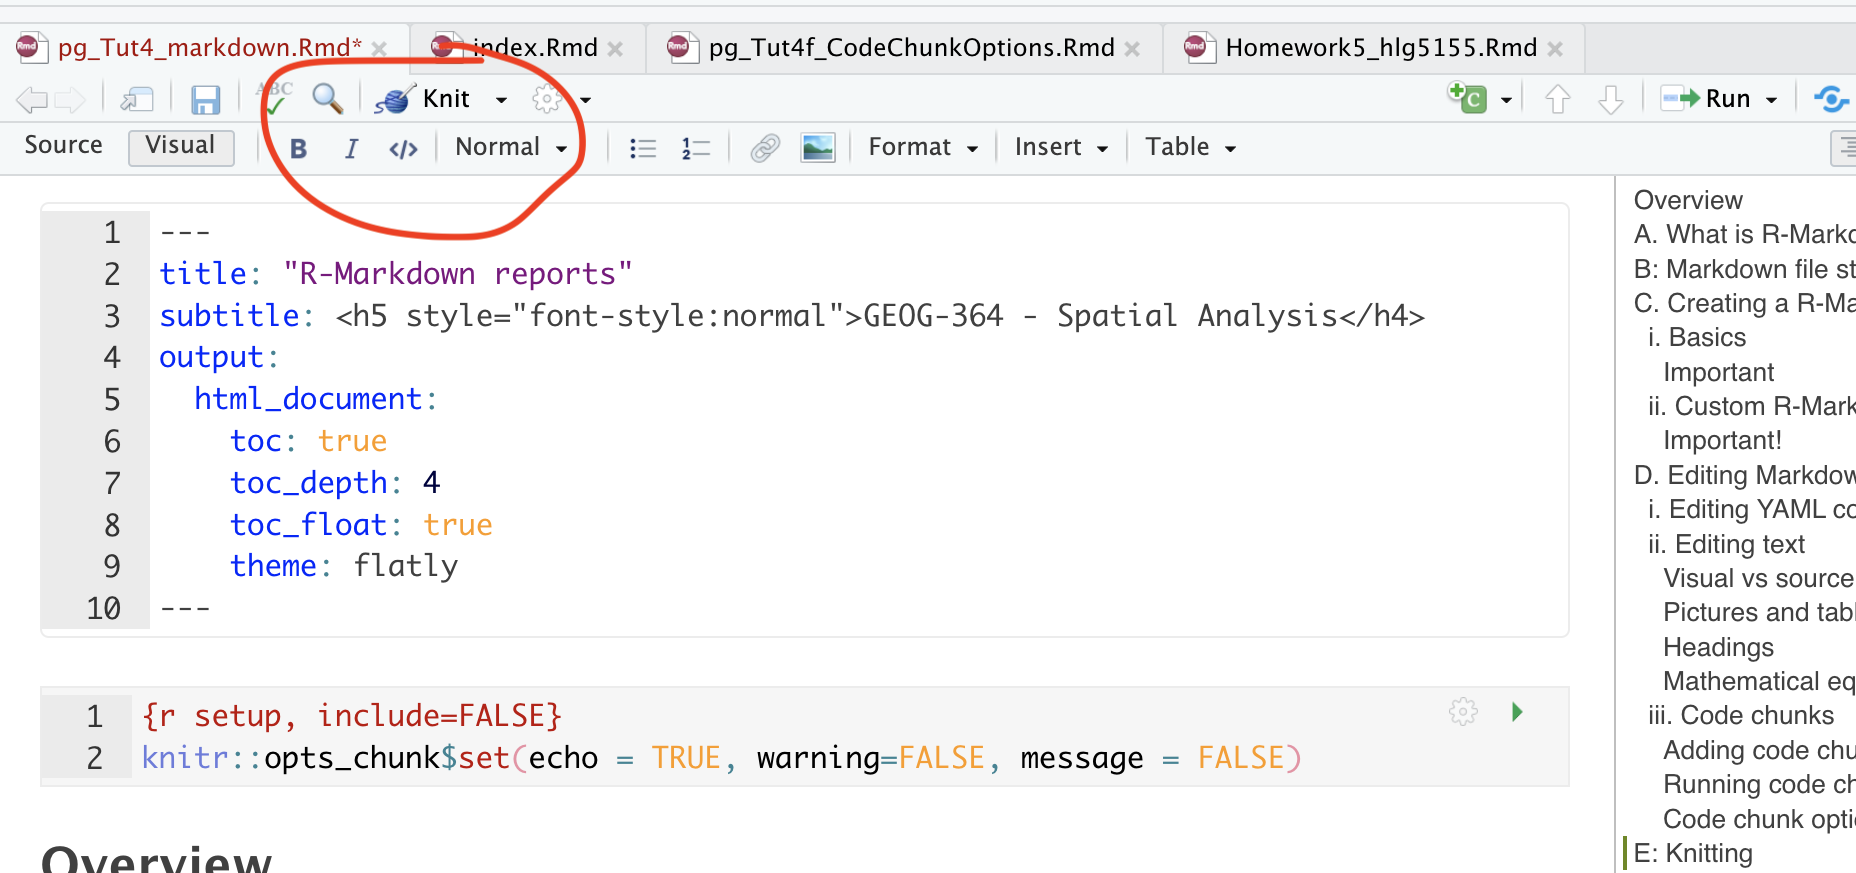 pg_Tut4_markdown.Rmd* index.Rmd pg_Tut4f_CodeChunkOptions.Rmd Homework5_hlg5155.Rmd
ABC Knit C Run
Source Visual B I </> Normal Format Insert Table
1 ---
2 title: "R-Markdown reports"
3 subtitle: <h5 style="font-style:normal">GEOG-364 - Spatial Analysis</h4>
4 output:
5 html_document:
6 toc: true
7 toc_depth: 4
8 toc_float: true
9 theme: flatly
10 ---
1 {r setup, include=FALSE}
2 knitr::opts_chunk$set(echo = TRUE, warning=FALSE, message = FALSE)
Overview
Overview
A. What is R-Markd
B: Markdown file st
C. Creating a R-Ma
i. Basics
Important
ii. Custom R-Mark
Important!
D. Editing Markdow
i. Editing YAML co
ii. Editing text
Visual vs source
Pictures and tabl
Headings
Mathematical eq
iii. Code chunks
Adding code chu
Running code ch
Code chunk opti
E: Knitting